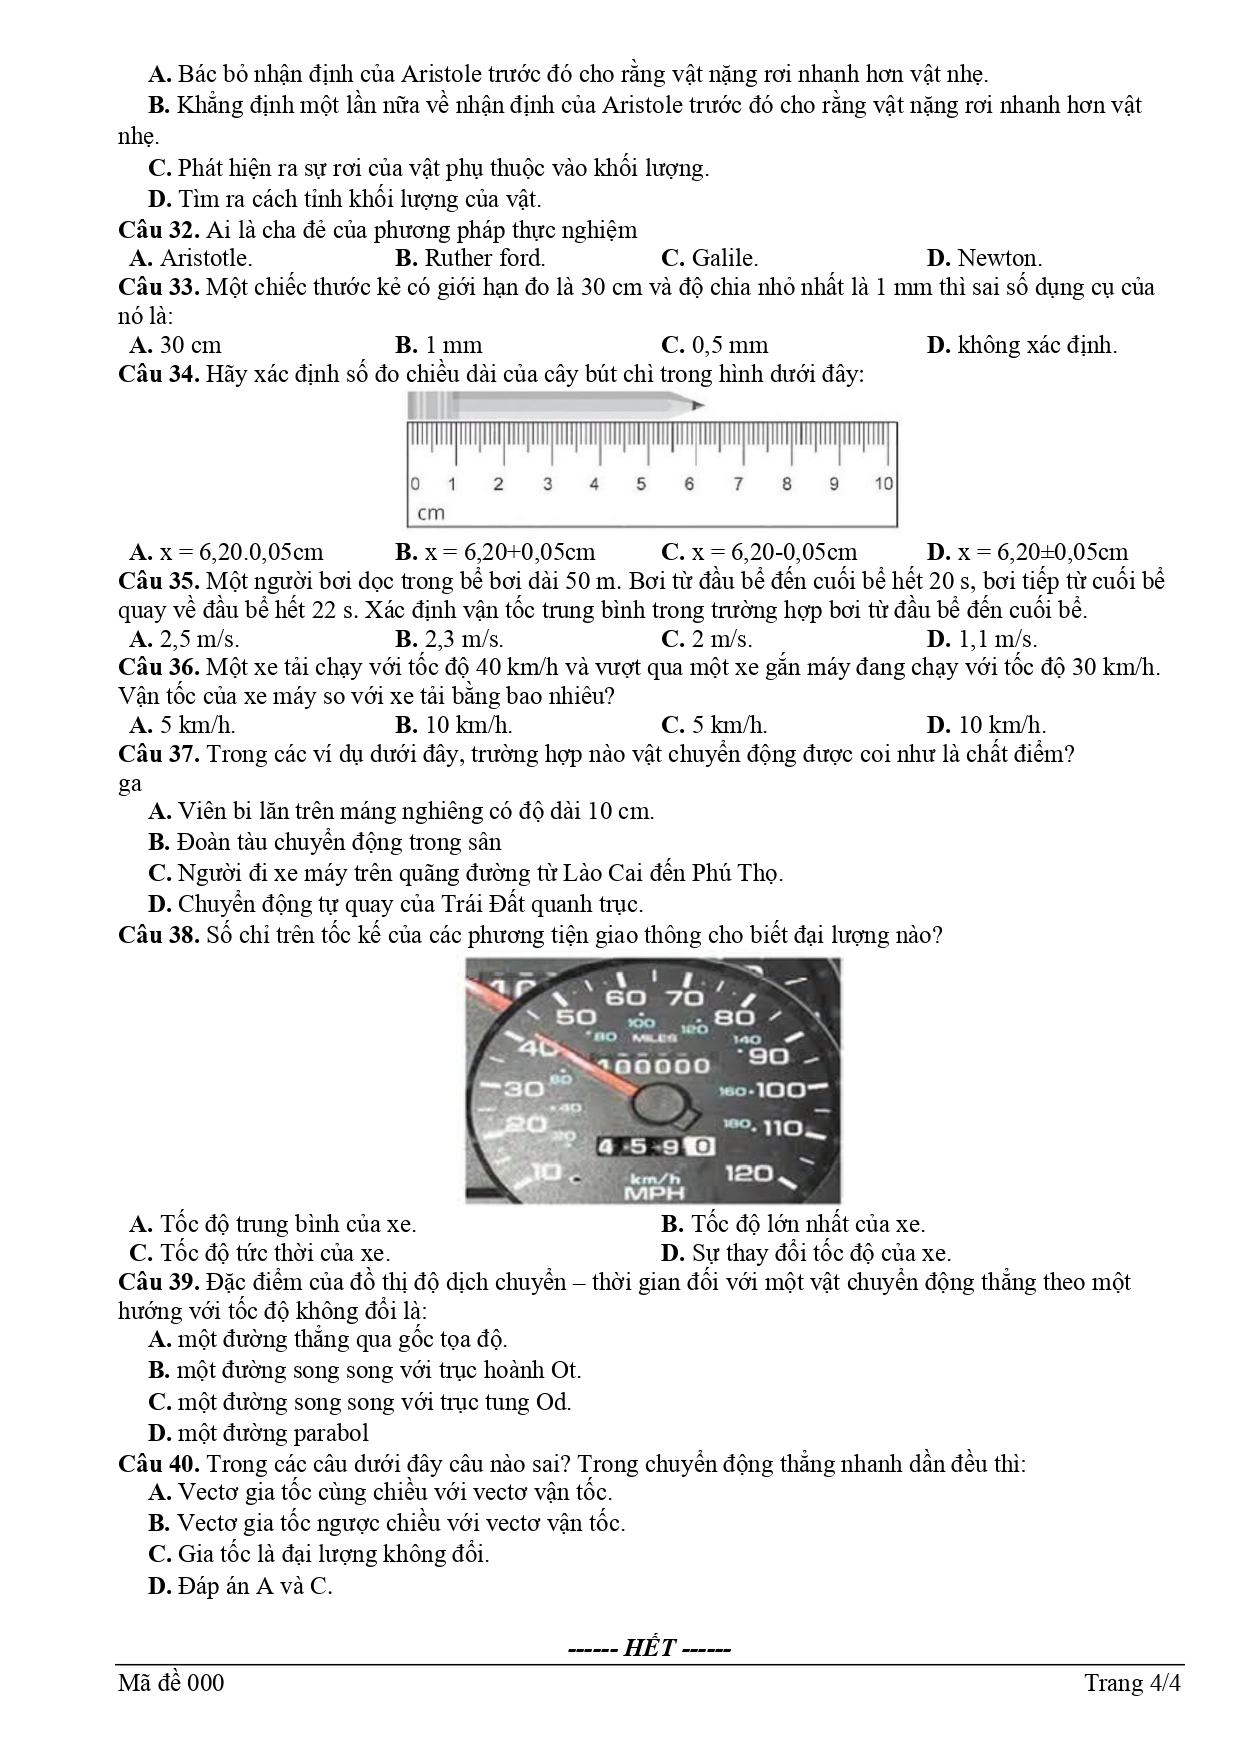 A. Bác bỏ nhận định của Aristole trước đó cho rằng vật nặng rơi nhanh hơn vật nhẹ.
B. Khẳng định một lần nữa về nhận định của Aristole trước đó cho rằng vật nặng rơi nhanh hơn vật
nhẹ.
C. Phát hiện ra sự rơi của vật phụ thuộc vào khối lượng.
D. Tìm ra cách tỉnh khối lượng của vật.
Câu 32. Ai là cha đẻ của phương pháp thực nghiệm
A. Aristotle. B. Ruther ford. C. Galile. D. Newton.
Câu 33. Một chiếc thước kẻ có giới hạn đo là 30 cm và độ chia nhỏ nhất là 1 mm thì sai số dụng cụ của
nó là:
A. 30 cm B. 1 mm C. 0,5 mm D. không xác định.
Câu 34. Hãy xác định số đo chiều dài của cây bút chì trong hình dưới đây:
0 1 2 3 4 5 6 7 8 9 10
cm
A. x = 6,20.0,05cm B. x = 6,20+0,05cm C. x = 6,20-0,05cm D. x = 6,20±0,05cm
Câu 35. Một người bơi dọc trong bể bơi dài 50 m. Bơi từ đầu bể đến cuối bể hết 20 s, bơi tiếp từ cuối bể
quay về đầu bể hết 22 s. Xác định vận tốc trung bình trong trường hợp bơi từ đầu bể đến cuối bể.
A. 2,5 m/s. B. 2,3 m/s. C. 2 m/s. D. 1,1 m/s.
Câu 36. Một xe tải chạy với tốc độ 40 km/h và vượt qua một xe gắn máy đang chạy với tốc độ 30 km/h.
Vận tốc của xe máy so với xe tải bằng bao nhiêu?
A. 5 km/h. B. 10 km/h. C. 5 km/h. D. 10 km/h.
Câu 37. Trong các ví dụ dưới đây, trường hợp nào vật chuyển động được coi như là chất điểm?
ga
A. Viên bi lăn trên máng nghiêng có độ dài 10 cm.
B. Đoàn tàu chuyển động trong sân
C. Người đi xe máy trên quãng đường từ Lào Cai đến Phú Thọ.
D. Chuyển động tự quay của Trái Đất quanh trục.
Câu 38. Số chỉ trên tốc kế của các phương tiện giao thông cho biết đại lượng nào?
60 70
50 100 120 80
80 MILES 140
40 90
100000
30 60 160 100
40
20 20 180 110
4 5 9 0
10 km/h 120
MPH
A. Tốc độ trung bình của xe. B. Tốc độ lớn nhất của xe.
C. Tốc độ tức thời của xe. D. Sự thay đổi tốc độ của xe.
Câu 39. Đặc điểm của đồ thị độ dịch chuyển – thời gian đối với một vật chuyển động thẳng theo một
hướng với tốc độ không đổi là:
A. một đường thẳng qua gốc tọa độ.
B. một đường song song với trục hoành Ot.
C. một đường song song với trục tung Od.
D. một đường parabol
Câu 40. Trong các câu dưới đây câu nào sai? Trong chuyển động thẳng nhanh dần đều thì:
A. Vectơ gia tốc cùng chiều với vectơ vận tốc.
B. Vectơ gia tốc ngược chiều với vectơ vận tốc.
C. Gia tốc là đại lượng không đổi.
D. Đáp án A và C.
------ HẾT ------
Mã đề 000 Trang 4/4